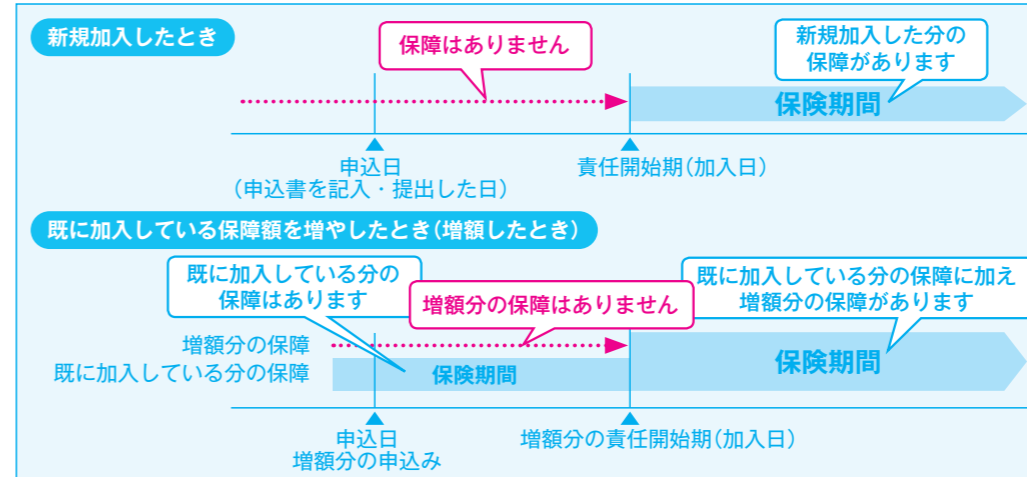 新規加入したとき
保障はありません
新規加入した分の
保障があります
保険期間
申込日
(申込書を記入・提出した日)
責任開始期(加入日)
既に加入している保障額を増やしたとき(増額したとき)
既に加入している分の
保障はあります
増額分の保障はありません
既に加入している分の保障に加え
増額分の保障があります
増額分の保障
既に加入している分の保障
保険期間
保険期間
申込日
増額分の申込み
増額分の責任開始期(加入日)